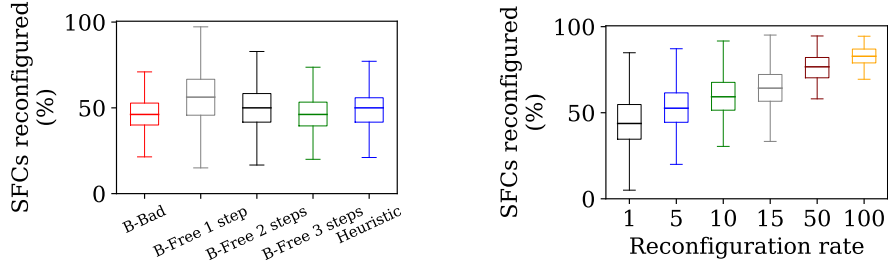 SFCs reconfigured
(%)
100
50
0
B-Bad
B-Free 1 step
B-Free 2 steps
B-Free 3 steps
Heuristic
SFCs reconfigured
(%)
100
50
0
1 5 10 15 50 100
Reconfiguration rate